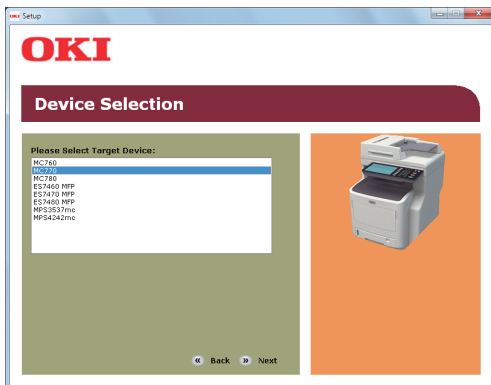 OKI Setup
OKI
Device Selection
Please Select Target Device:
MC760
MC770
MC780
ES7460 MFP
ES7470 MFP
ES7480 MFP
MPS3537mc
MPS4242mc
« Back » Next